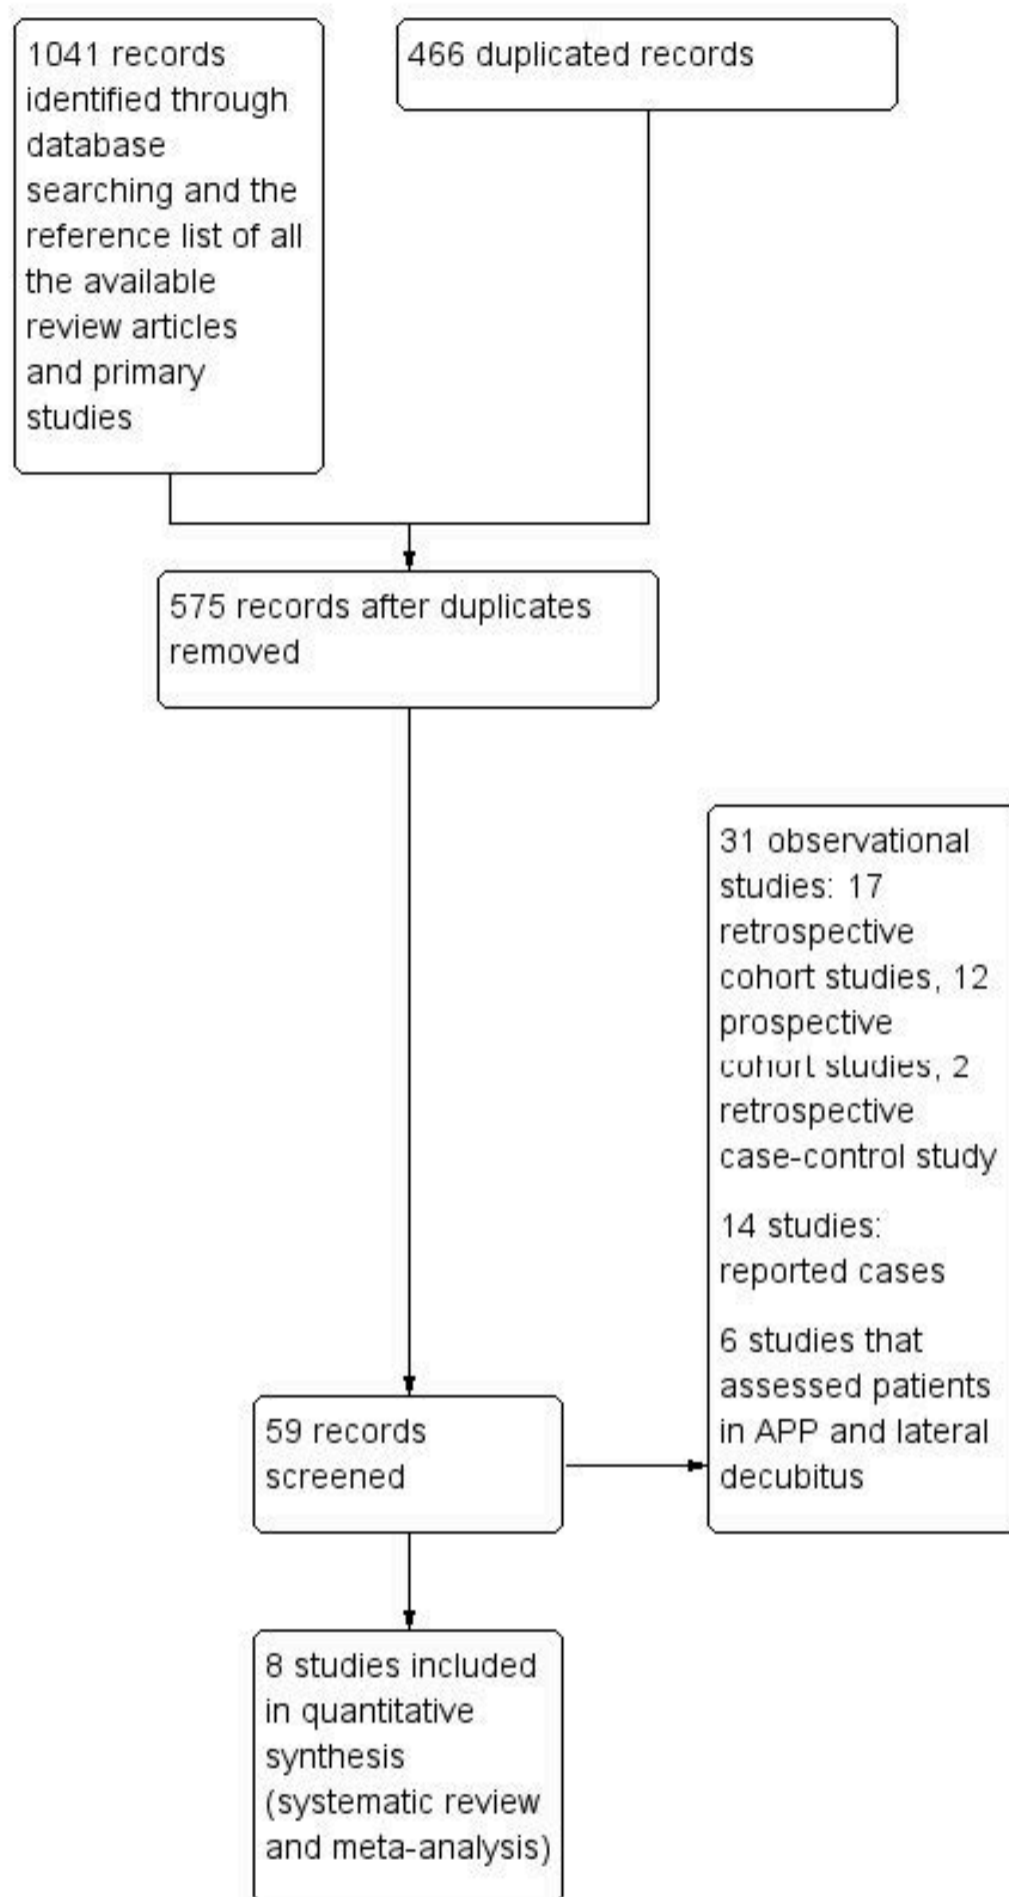 1041 records
identified through
database
searching and the
reference list of all
the available
review articles
and primary
studies
466 duplicated records
575 records after duplicates
removed
31 observational
studies: 17
retrospective
cohort studies, 12
prospective
cohort studies, 2
retrospective
case-control study
14 studies:
reported cases
6 studies that
assessed patients
in APP and lateral
decubitus
59 records
screened
8 studies included
in quantitative
synthesis
(systematic review
and meta-analysis)